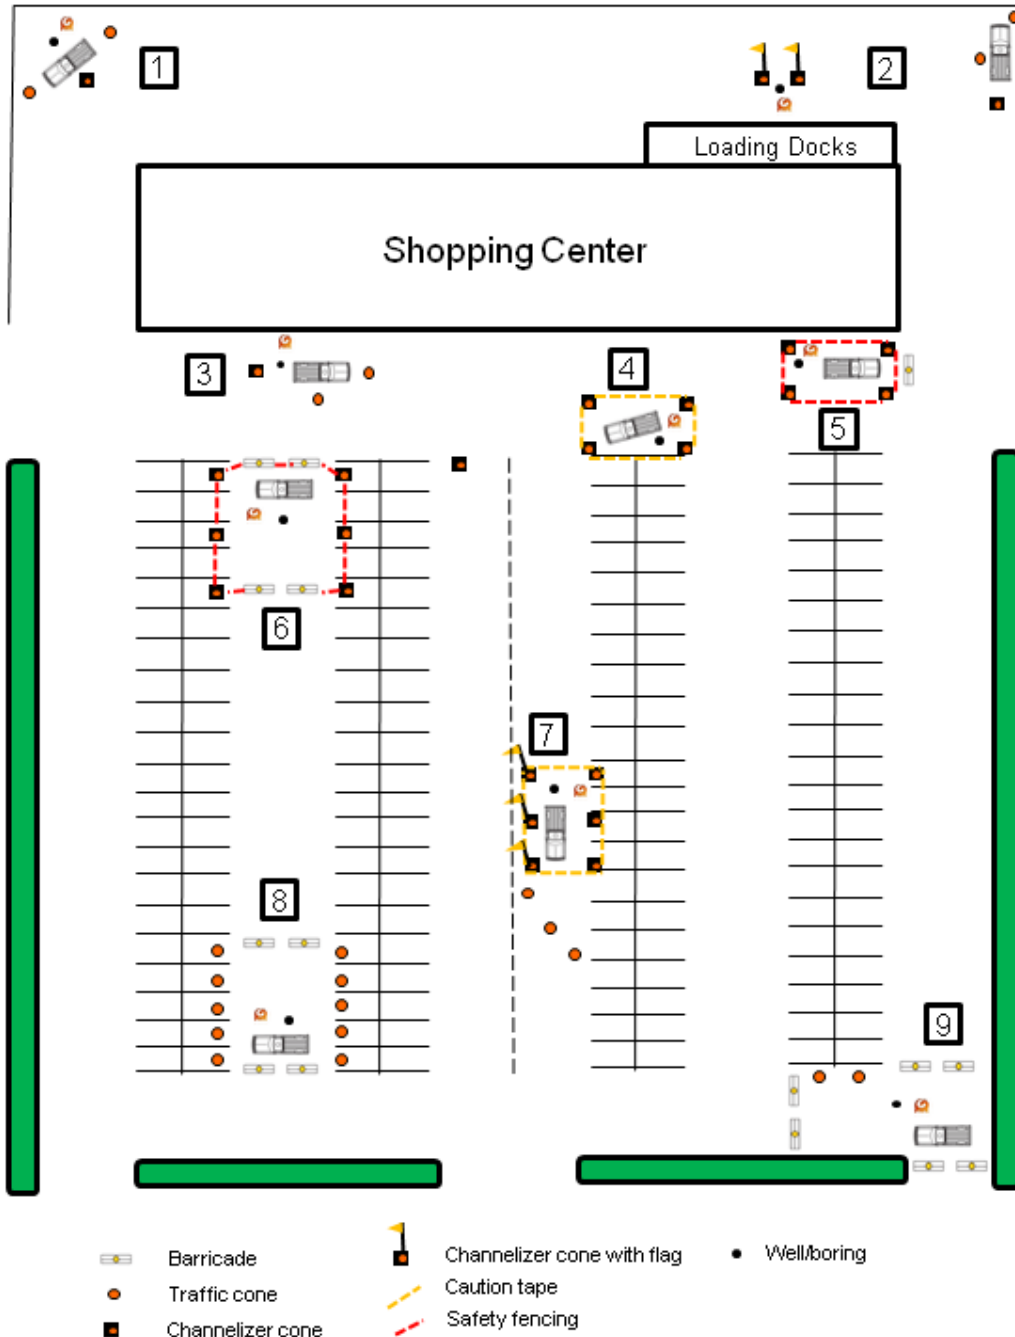 1
2
Loading Docks
Shopping Center
3
4
5
6
7
8
9
Barricade
Channelizer cone with flag
Well/boring
Traffic cone
Caution tape
Channelizer cone
Safety fencing